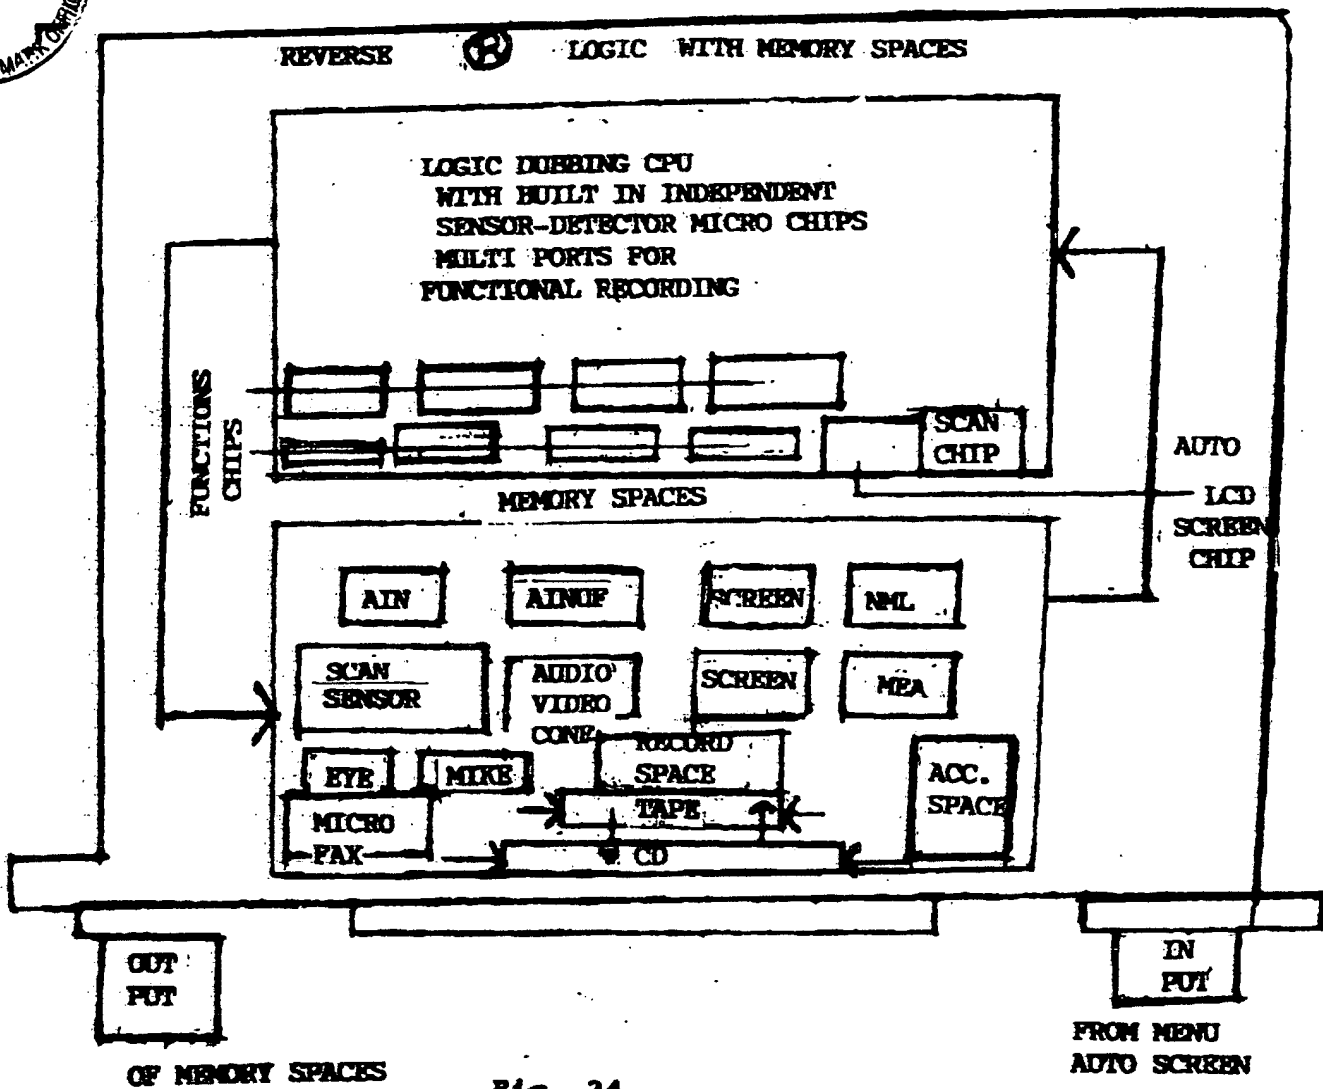 REVERSE ® LOGIC WITH MEMORY SPACES
LOGIC DUBBING CPU
WITH BUILT IN INDEPENDENT
SENSOR-DETECTOR MICRO CHIPS
MULTI PORTS FOR
FUNCTIONAL RECORDING
FUNCTIONS
CHIPS
SCAN
CHIP
AUTO
LCD
SCREEN
CHIP
MEMORY SPACES
AIN
AINOF
SCREEN
NML
SCAN
SENSOR
AUDIO
VIDEO
CONF
SCREEN
MEA
EYE
MIKE
RECORD
SPACE
TAPE
ACC.
SPACE
MICRO
FAX
CD
OUT
PUT
OF MEMORY SPACES
IN
PUT
FROM MENU
AUTO SCREEN